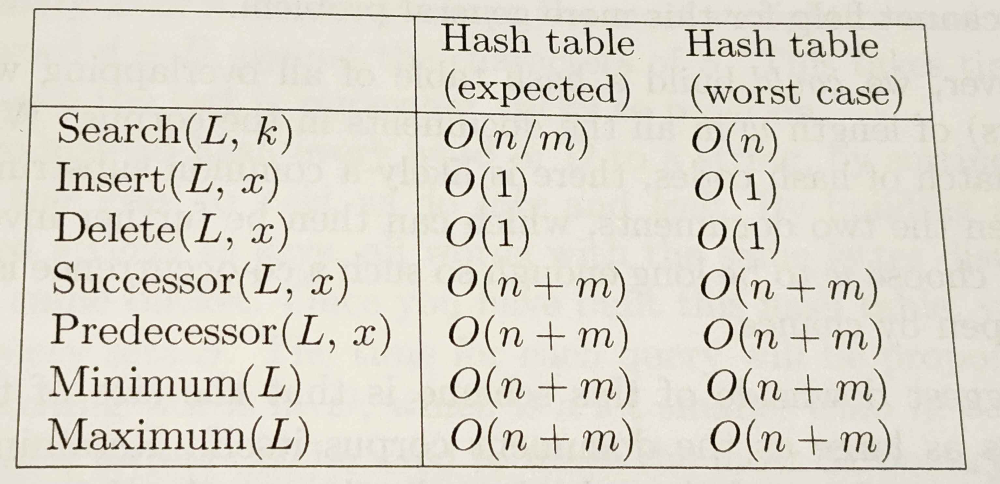 Hash table Hash table
(expected) (worst case)
Search(L, k) O(n/m) O(n)
Insert(L, x) O(1) O(1)
Delete(L, x) O(1) O(1)
Successor(L, x) O(n + m) O(n + m)
Predecessor(L, x) O(n + m) O(n + m)
Minimum(L) O(n + m) O(n + m)
Maximum(L) O(n + m) O(n + m)